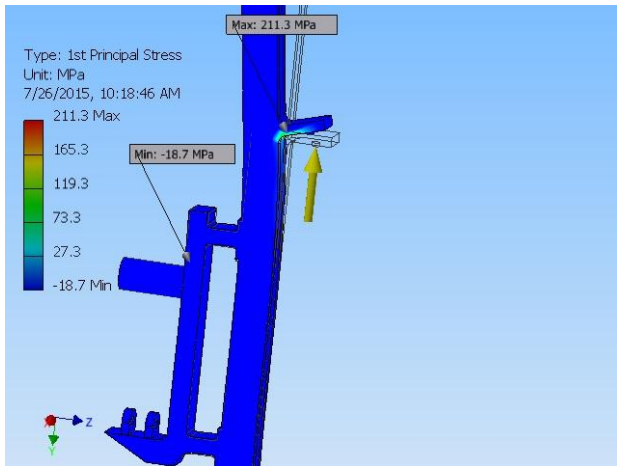 Max: 211.3 MPa
Type: 1st Principal Stress
Unit: MPa
7/26/2015, 10:18:46 AM
211.3 Max
165.3
Min: -18.7 MPa
119.3
73.3
27.3
-18.7 Min
Z
Y